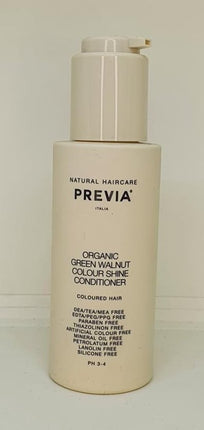 NATURAL HAIRCARE
PREVIA®
ITALIA
ORGANIC
GREEN WALNUT
COLOUR SHINE
CONDITIONER
COLOURED HAIR
DEA/TEA/MEA FREE
EDTA/PEG/PPG FREE
PARABEN FREE
THIAZOLINON FREE
ARTIFICIAL COLOUR FREE
MINERAL OIL FREE
PETROLATUM FREE
LANOLIN FREE
SILICONE FREE
PH 3-4